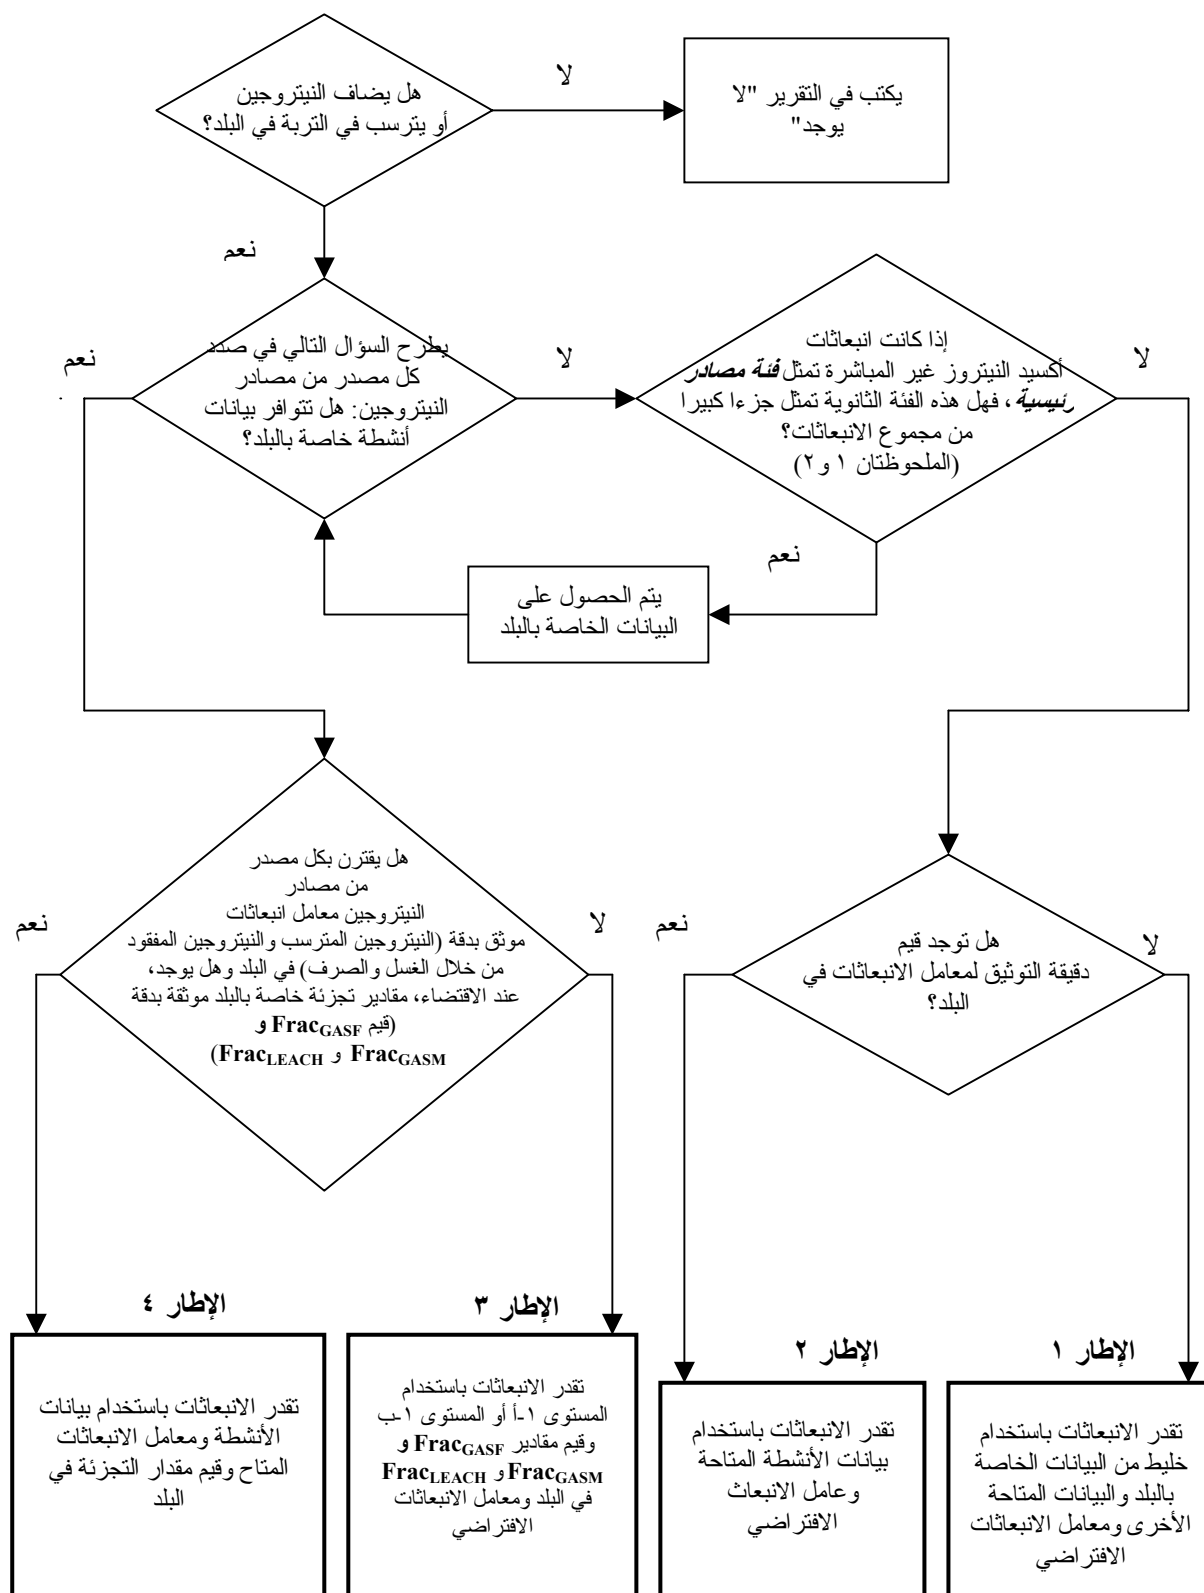 هل يضاف النيتروجين
أو يترسب في التربة في البلد؟
لا
يكتب في التقرير "لا
يوجد"
نعم
يطرح السؤال التالي في صدد
كل مصدر من مصادر
النيتروجين: هل تتوافر بيانات
أنشطة خاصة بالبلد؟
نعم
لا
إذا كانت انبعاثات
أكسيد النيتروز غير المباشرة تمثل فئة مصادر
رئيسية، فهل هذه الفئة الثانوية تمثل جزءا كبيرا
من مجموع الانبعاثات؟
(الملحوظتان ١ و٢)
لا
نعم
يتم الحصول على
البيانات الخاصة بالبلد
هل يقترن بكل مصدر
من مصادر
النيتروجين معامل انبعاثات
موثق بدقة (النيتروجين المترسب والنيتروجين المفقود
من خلال الغسل والصرف) في البلد وهل يوجد،
عند الاقتضاء، مقادير تجزئة خاصة بالبلد موثقة بدقة
(قيم FracGASF و
FracGASM و FracLEACH)
نعم
لا
هل توجد قيم
دقيقة التوثيق لمعامل الانبعاثات في
البلد؟
نعم
لا
الإطار ٤
تقدر الانبعاثات باستخدام بيانات
الأنشطة ومعامل الانبعاثات
المتاح وقيم مقدار التجزئة في
البلد
الإطار ٣
تقدر الانبعاثات باستخدام
المستوى ١-أ أو المستوى ١-ب
وقيم مقادير FracGASF و
FracGASM و FracLEACH
في البلد ومعامل الانبعاثات
الافتراضي
الإطار ٢
تقدر الانبعاثات باستخدام
بيانات الأنشطة المتاحة
وعامل الانبعاث
الافتراضي
الإطار ١
تقدر الانبعاثات باستخدام
خليط من البيانات الخاصة
بالبلد والبيانات المتاحة
الأخرى ومعامل الانبعاثات
الافتراضي